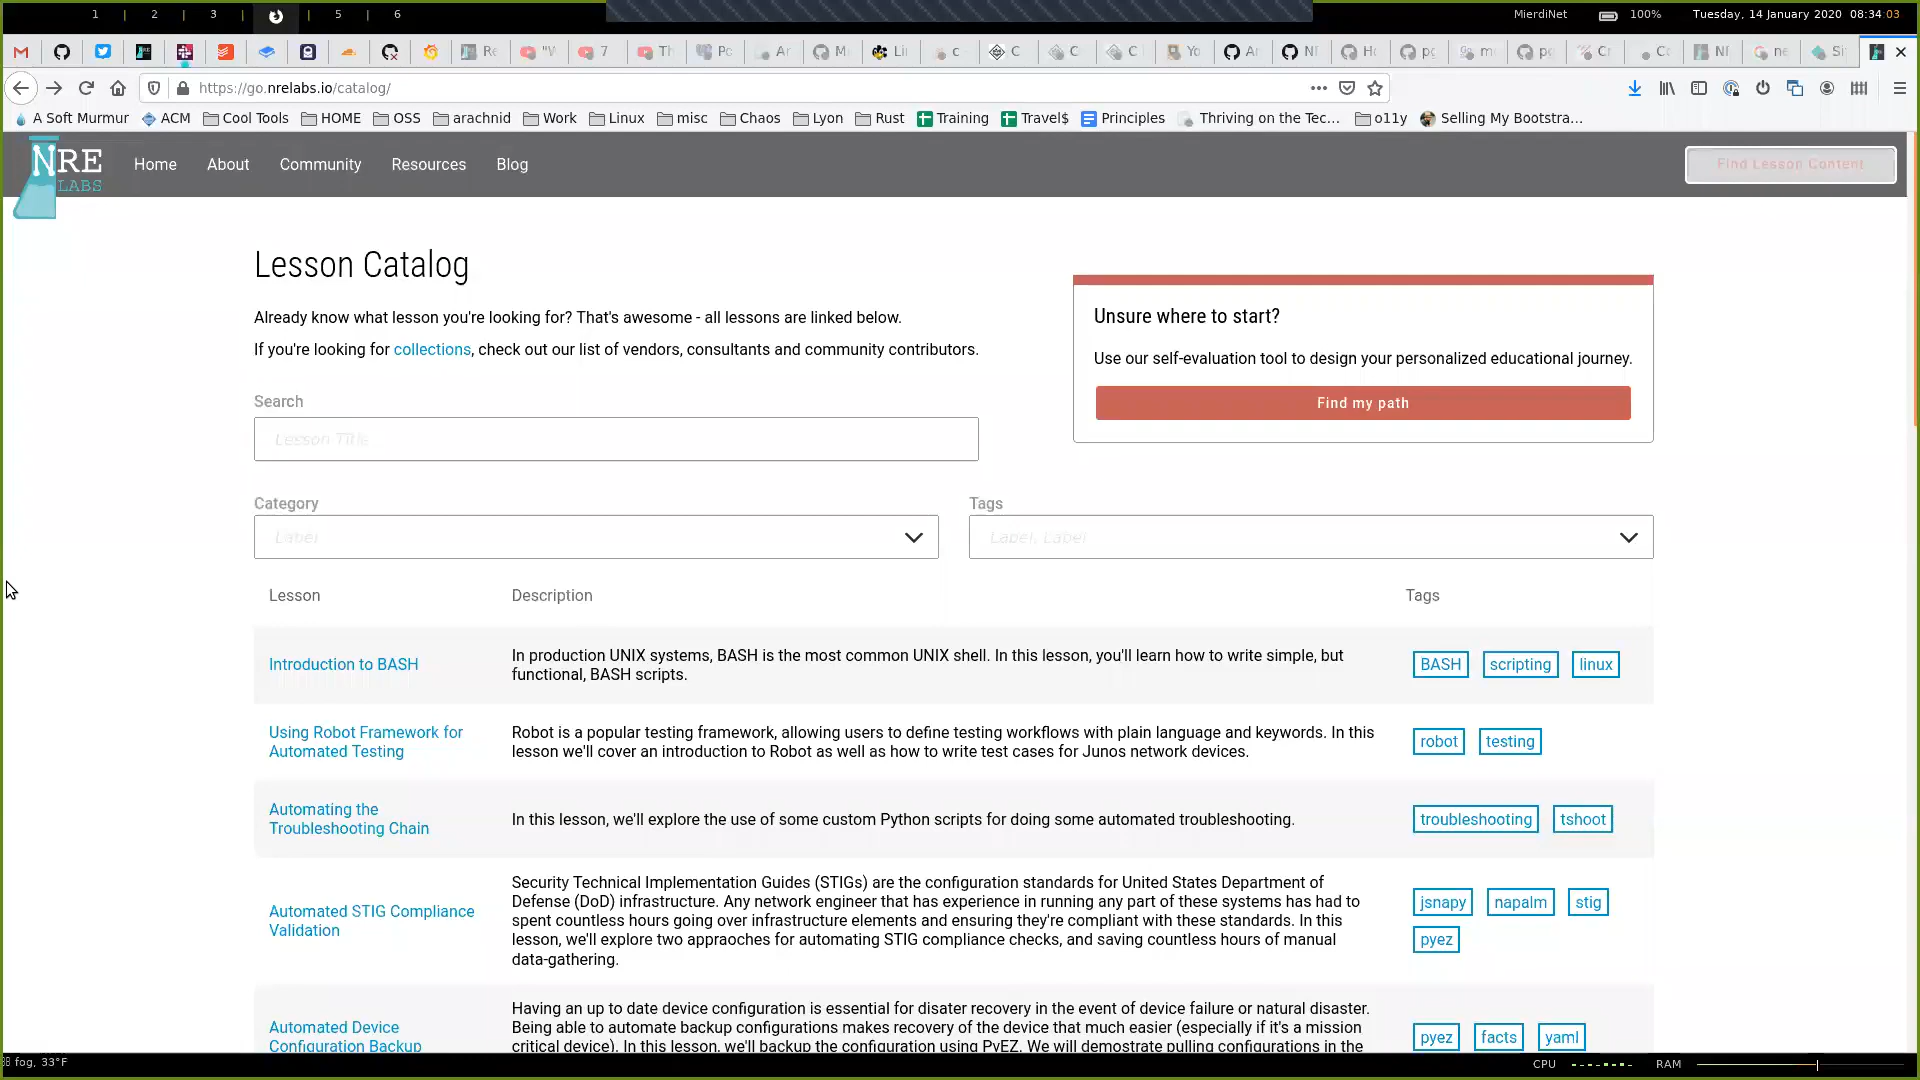 1 | 2 | 3 | | 5 | 6
MierdiNet 100% Tuesday, 14 January 2020 08:34:03
https://go.nrelabs.io/catalog/
A Soft Murmur ACM Cool Tools HOME OSS arachnid Work Linux misc Chaos Lyon Rust Training Travel$ Principles Thriving on the Tec... o11y Selling My Bootstra...
NRE LABS
Home About Community Resources Blog Find Lesson Content
Lesson Catalog
Already know what lesson you're looking for? That's awesome - all lessons are linked below.
If you're looking for collections, check out our list of vendors, consultants and community contributors.
Unsure where to start?
Use our self-evaluation tool to design your personalized educational journey.
Find my path
Search
Lesson Title
Category Tags
Label Label, Label
Lesson Description Tags
Introduction to BASH
In production UNIX systems, BASH is the most common UNIX shell. In this lesson, you'll learn how to write simple, but
functional, BASH scripts.
BASH scripting linux
Using Robot Framework for
Automated Testing
Robot is a popular testing framework, allowing users to define testing workflows with plain language and keywords. In this
lesson we'll cover an introduction to Robot as well as how to write test cases for Junos network devices.
robot testing
Automating the
Troubleshooting Chain
In this lesson, we'll explore the use of some custom Python scripts for doing some automated troubleshooting.
troubleshooting tshoot
Automated STIG Compliance
Validation
Security Technical Implementation Guides (STIGs) are the configuration standards for United States Department of
Defense (DoD) infrastructure. Any network engineer that has experience in running any part of these systems has had to
spent countless hours going over infrastructure elements and ensuring they're compliant with these standards. In this
lesson, we'll explore two appraoches for automating STIG compliance checks, and saving countless hours of manual
data-gathering.
jsnapy napalm stig
pyez
Automated Device
Configuration Backup
Having an up to date device configuration is essential for disater recovery in the event of device failure or natural disaster.
Being able to automate backup configurations makes recovery of the device that much easier (especially if it's a mission
critical device). In this lesson, we'll backup the configuration using PyEZ. We will demostrate pulling configurations in the
pyez facts yaml
fog, 33°F CPU RAM